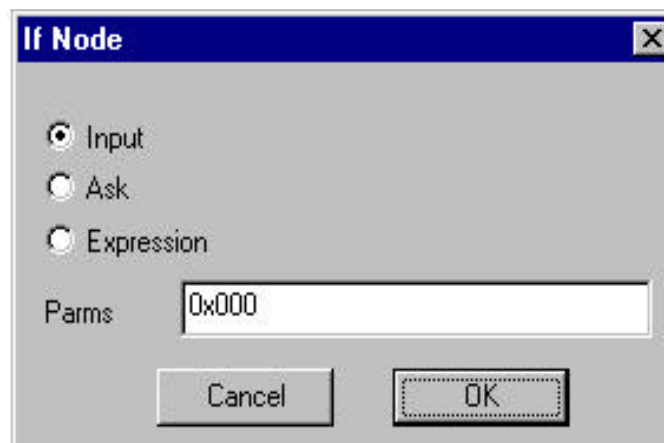 If Node
Input
Ask
Expression
Parms 0x000
Cancel OK